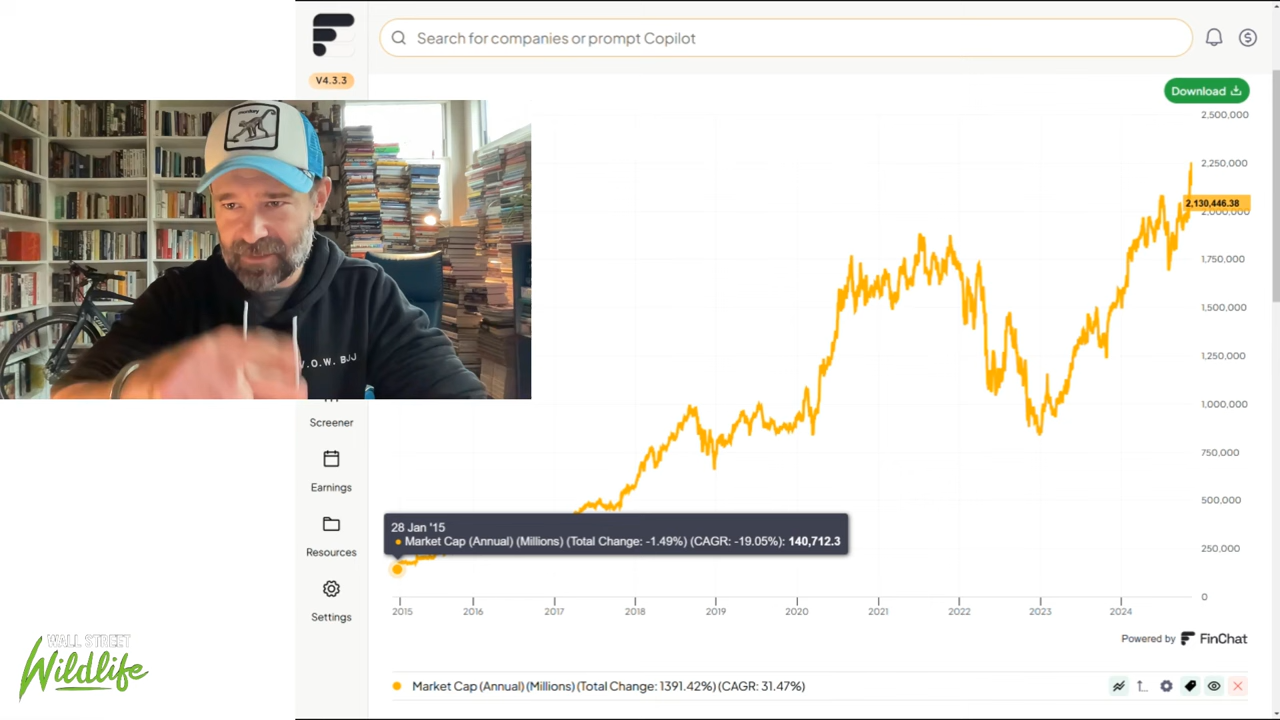 Search for companies or prompt Copilot
V4.3.3
Download
2,500,000
2,250,000
2,130,446.38
2,000,000
1,750,000
1,500,000
1,250,000
1,000,000
750,000
500,000
250,000
0
monkey
.O.W. BJJ
Screener
Earnings
Resources
Settings
28 Jan '15
Market Cap (Annual) (Millions) (Total Change: -1.49%) (CAGR: -19.05%): 140,712.3
2015 2016 2017 2018 2019 2020 2021 2022 2023 2024
Powered by FinChat
Market Cap (Annual) (Millions) (Total Change: 1391.42%) (CAGR: 31.47%)
WALL STREET
Wildlife